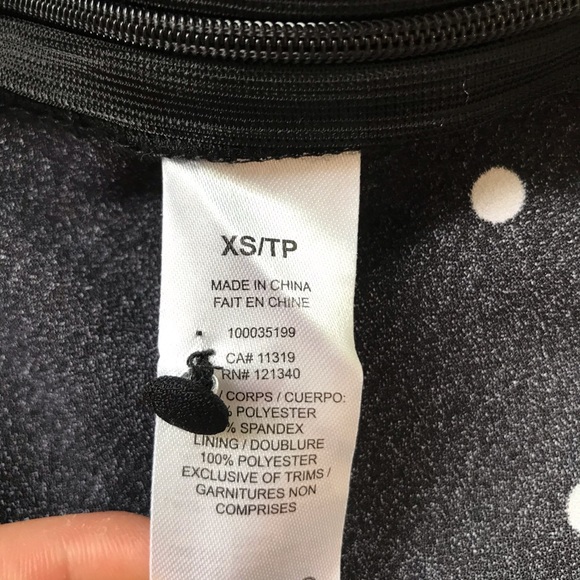 XS/TP
MADE IN CHINA
FAIT EN CHINE
100035199
CA# 11319
RN# 121340
/ CORPS / CUERPO:
% POLYESTER
% SPANDEX
LINING / DOUBLURE
100% POLYESTER
EXCLUSIVE OF TRIMS /
GARNITURES NON
COMPRISES